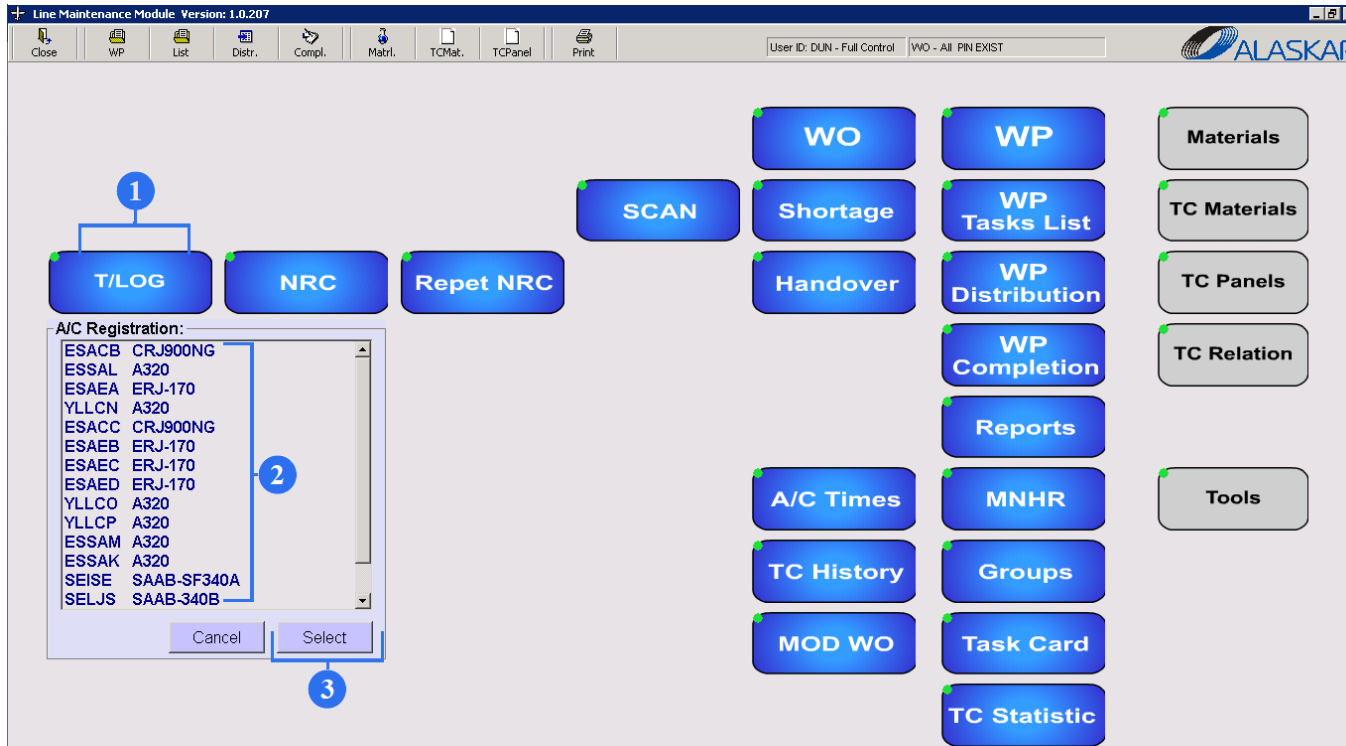 Line Maintenance Module Version: 1.0.207
Close WP List Distr. Compl. Matrl. TCMat. TCPanel Print
User ID: DUN - Full Control WO - All PIN EXIST
ALASKAR
WO WP Materials
1
SCAN Shortage WP Tasks List TC Materials
T/LOG NRC Repet NRC Handover WP Distribution TC Panels
A/C Registration:
ESACB CRJ900NG
ESSAL A320
ESAEA ERJ-170
YLLCN A320
ESACC CRJ900NG
ESAEB ERJ-170
ESAEC ERJ-170
ESAED ERJ-170
YLLCO A320
YLLCP A320
ESSAM A320
ESSAK A320
SEISE SAAB-SF340A
SELJS SAAB-340B
2
Cancel Select
3
WP Completion TC Relation
Reports
A/C Times MNHR Tools
TC History Groups
MOD WO Task Card
TC Statistic